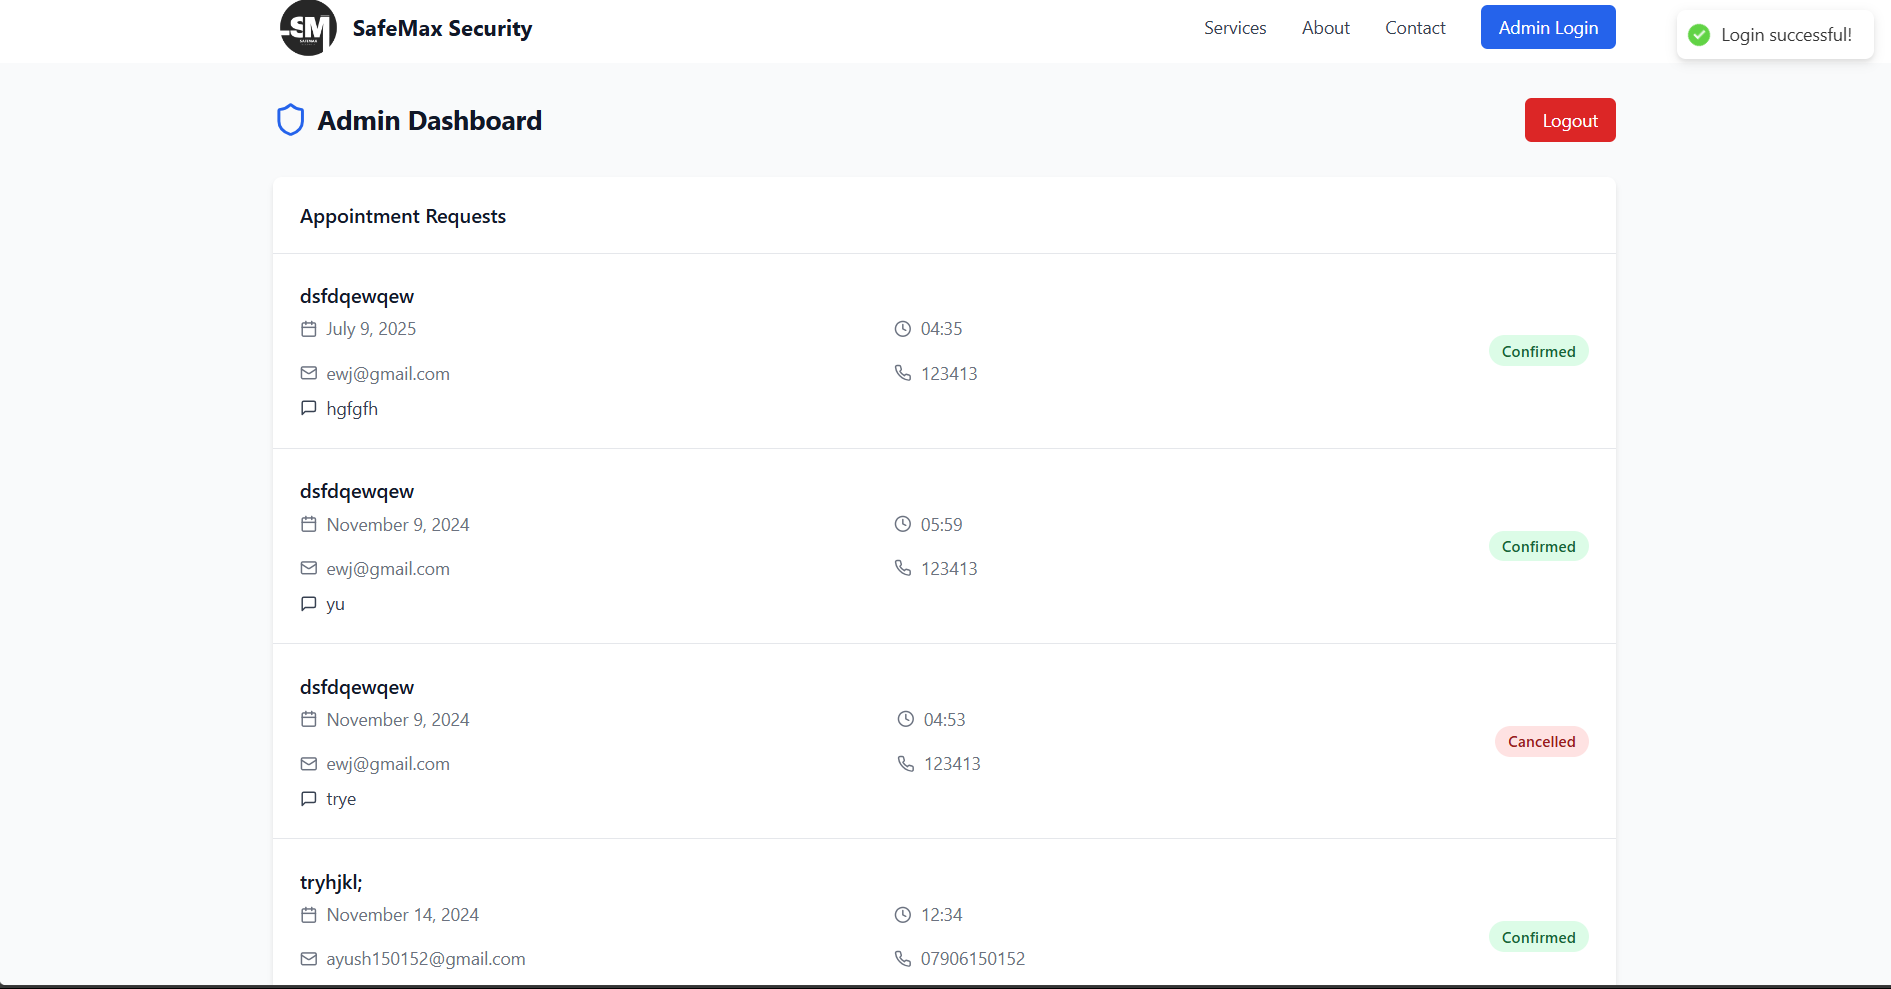 SM
SafeMax Security
Services
About
Contact
Admin Login
Login successful!
Admin Dashboard
Logout
Appointment Requests
dsfdqewqew
July 9, 2025
04:35
ewj@gmail.com
123413
hgfgfh
Confirmed
dsfdqewqew
November 9, 2024
05:59
ewj@gmail.com
123413
yu
Confirmed
dsfdqewqew
November 9, 2024
04:53
ewj@gmail.com
123413
trye
Cancelled
tryhjkl;
November 14, 2024
12:34
ayush150152@gmail.com
07906150152
Confirmed